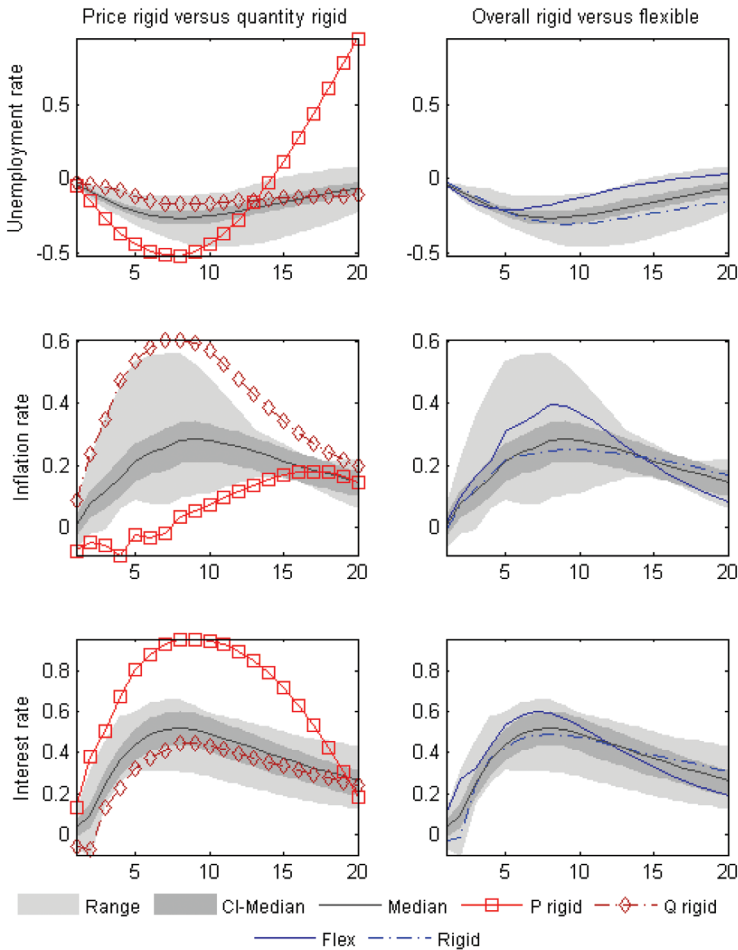 Price rigid versus quantity rigid
Overall rigid versus flexible
Unemployment rate
0.5
0
-0.5
5 10 15 20
0.5
0
-0.5
5 10 15 20
Inflation rate
0.6
0.4
0.2
0
5 10 15 20
0.6
0.4
0.2
0
5 10 15 20
Interest rate
0.8
0.6
0.4
0.2
0
5 10 15 20
0.8
0.6
0.4
0.2
0
5 10 15 20
Range CI-Median Median P rigid Q rigid
Flex Rigid